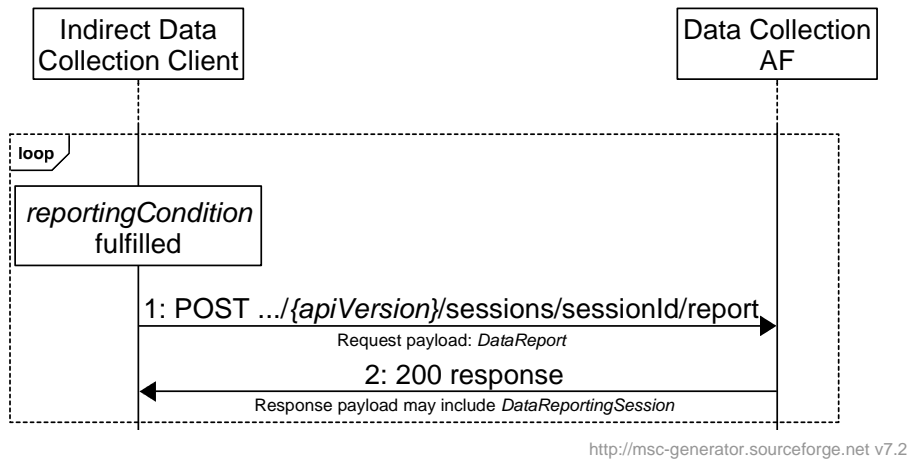 Indirect Data
Collection Client
Data Collection
AF
loop
reportingCondition
fulfilled
1: POST .../{apiVersion}/sessions/sessionId/report
Request payload: DataReport
2: 200 response
Response payload may include DataReportingSession
http://msc-generator.sourceforge.net v7.2